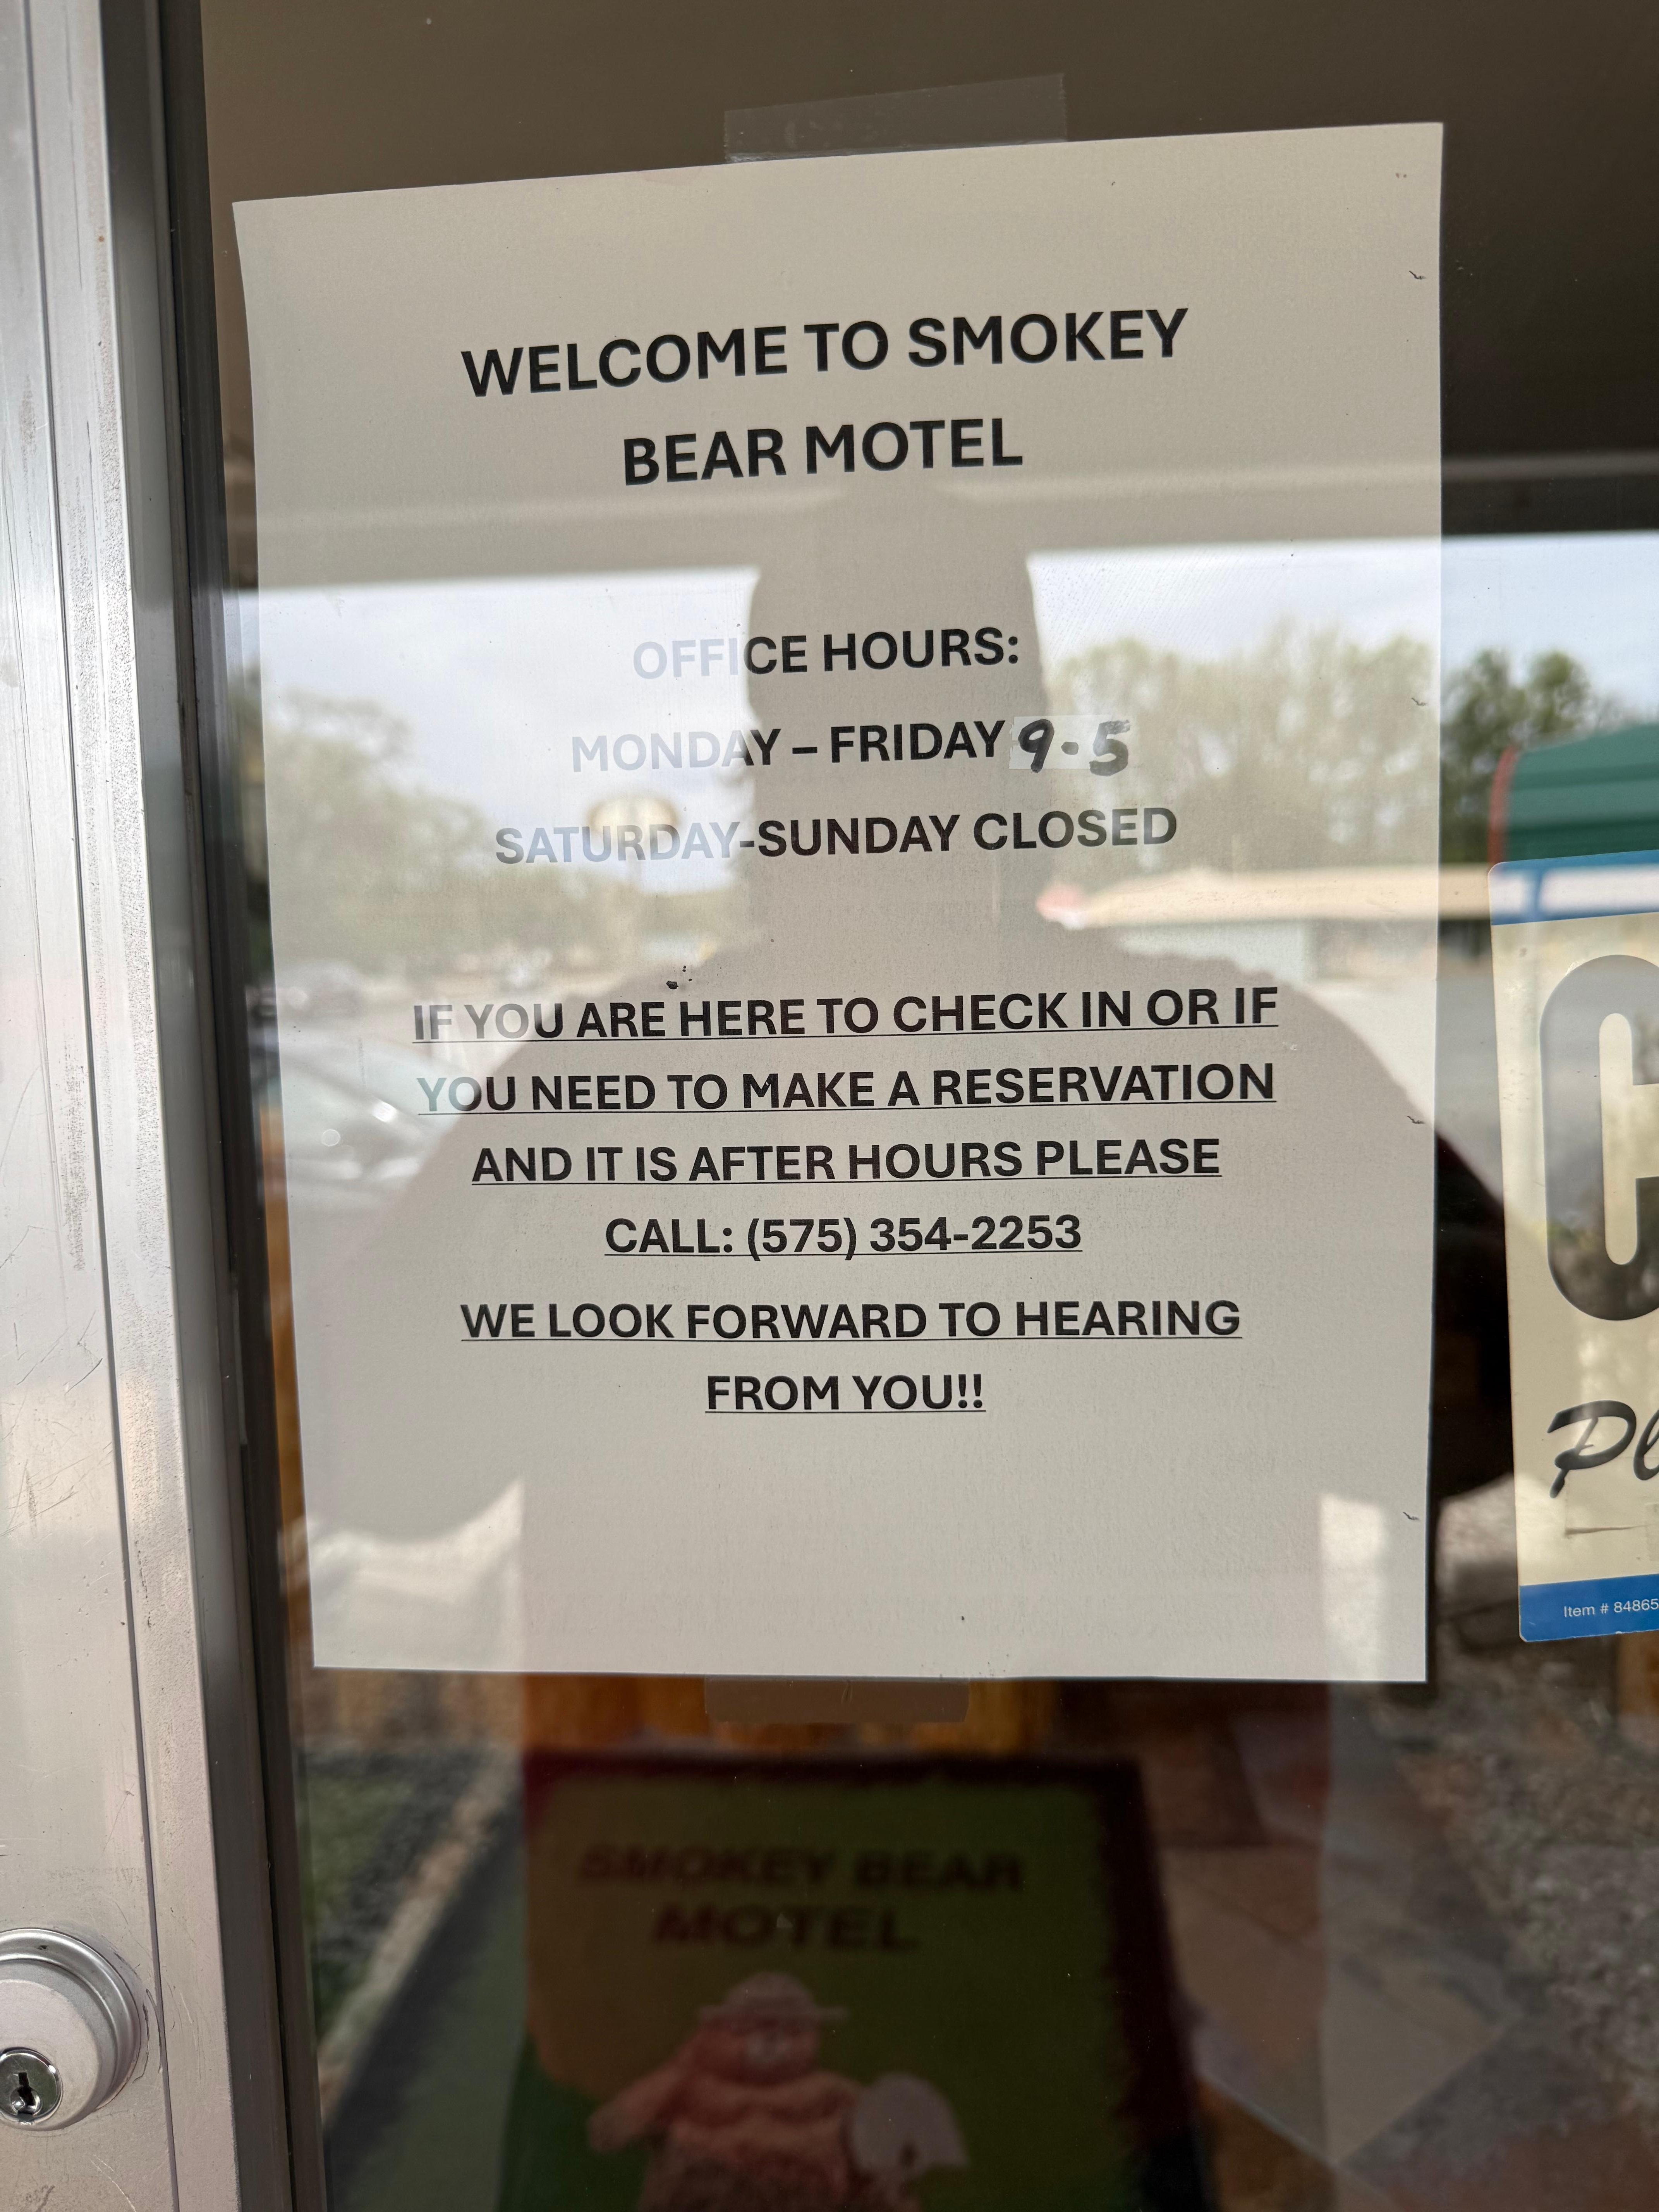 WELCOME TO SMOKEY
BEAR MOTEL
OFFICE HOURS:
MONDAY – FRIDAY 9-5
SATURDAY-SUNDAY CLOSED
IF YOU ARE HERE TO CHECK IN OR IF
YOU NEED TO MAKE A RESERVATION
AND IT IS AFTER HOURS PLEASE
CALL: (575) 354-2253
WE LOOK FORWARD TO HEARING
FROM YOU!!
Item # 84865
SMOKEY BEAR
MOTEL